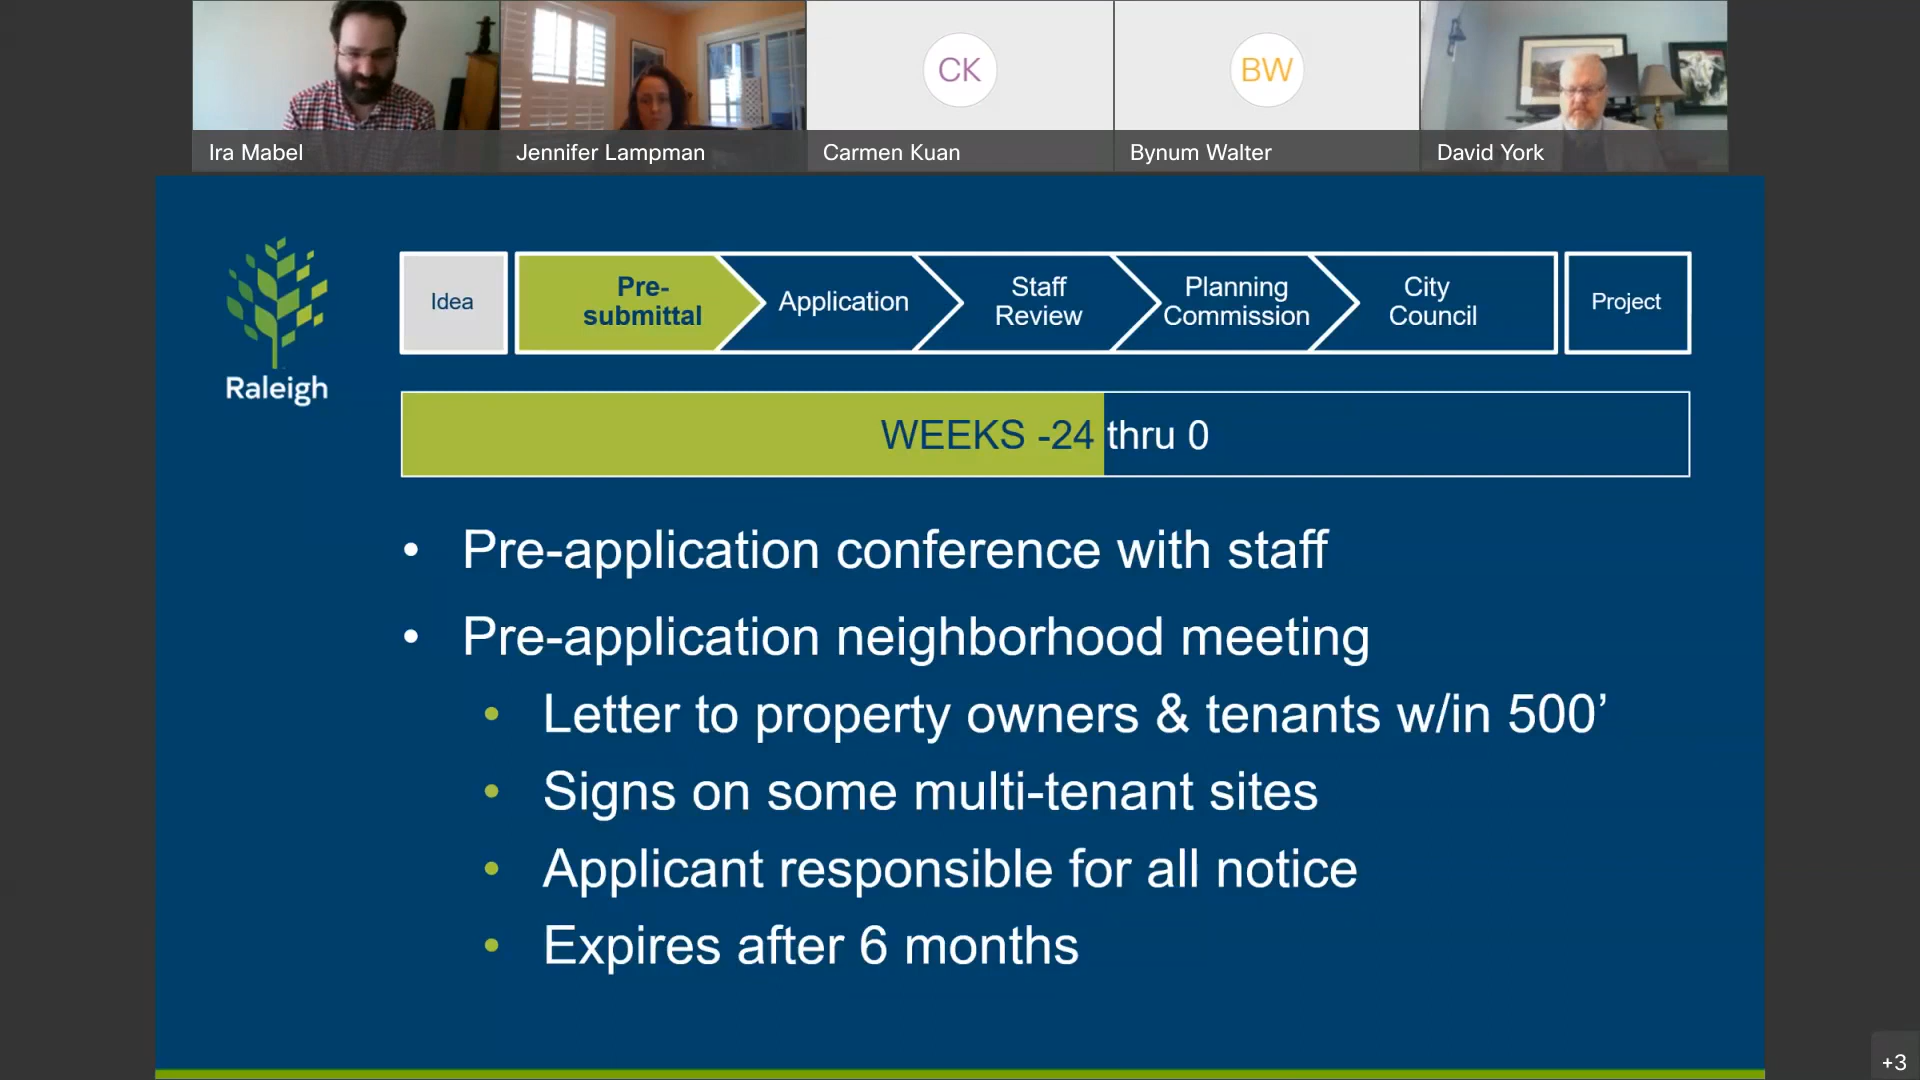 CK
BW
Ira Mabel
Jennifer Lampman
Carmen Kuan
Bynum Walter
David York
Raleigh
Idea
Pre-
submittal
Application
Staff
Review
Planning
Commission
City
Council
Project
WEEKS -24 thru 0
• Pre-application conference with staff
• Pre-application neighborhood meeting
• Letter to property owners & tenants w/in 500’
• Signs on some multi-tenant sites
• Applicant responsible for all notice
• Expires after 6 months
+3